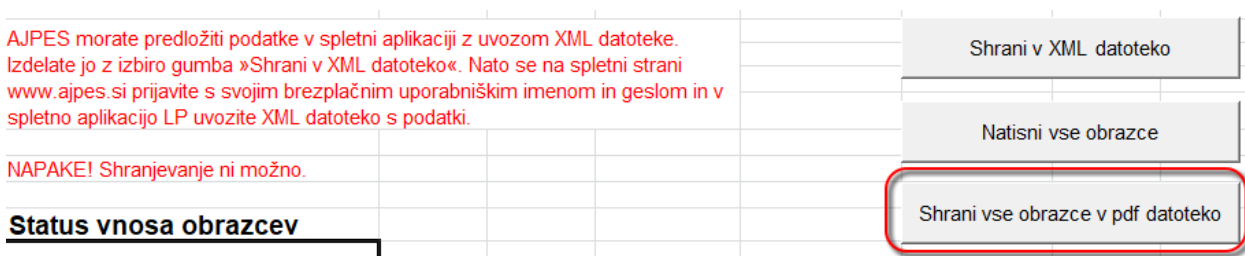 AJPES morate predložiti podatke v spletni aplikaciji z uvozom XML datoteke.
Izdelate jo z izbiro gumba »Shrani v XML datoteko«. Nato se na spletni strani
www.ajpes.si prijavite s svojim brezplačnim uporabniškim imenom in geslom in v
spletno aplikacijo LP uvozite XML datoteko s podatki.
NAPAKE! Shranjevanje ni možno.
Status vnosa obrazcev
Shrani v XML datoteko
Natisni vse obrazce
Shrani vse obrazce v pdf datoteko